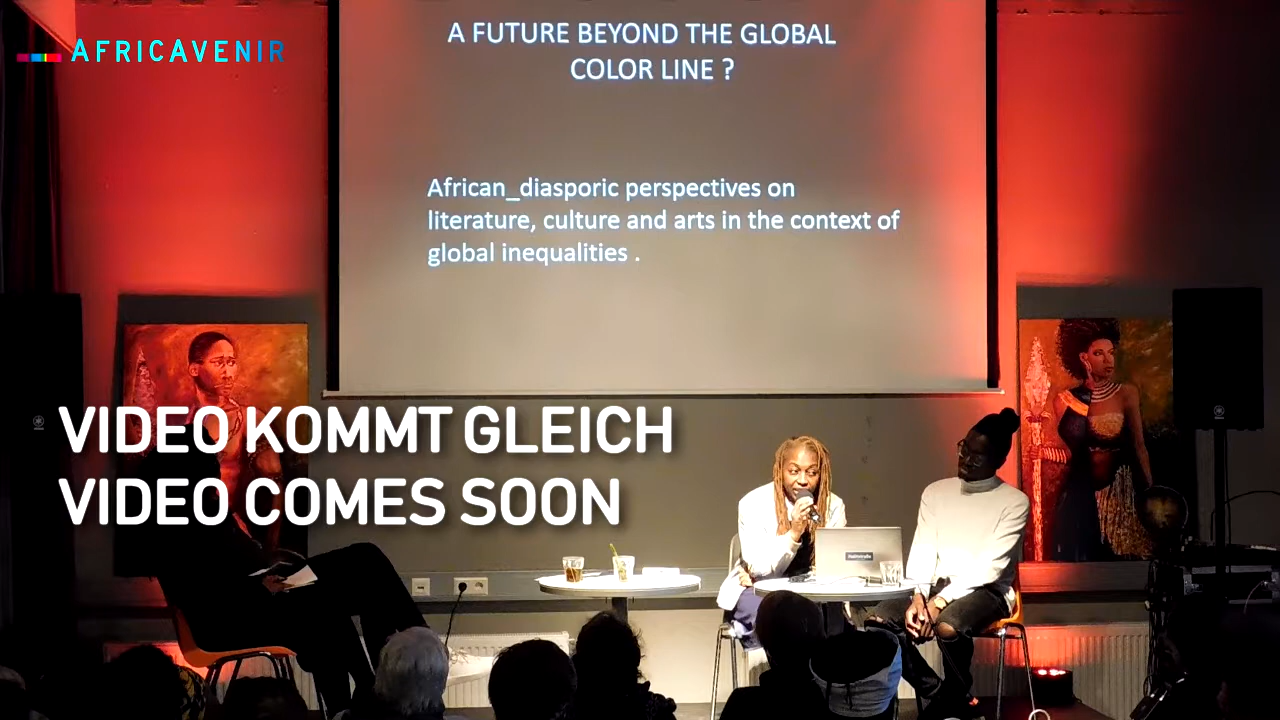 AFRICAVENIR
A FUTURE BEYOND THE GLOBAL
COLOR LINE ?
African_diasporic perspectives on
literature, culture and arts in the context of
global inequalities .
VIDEO KOMMT GLEICH
VIDEO COMES SOON